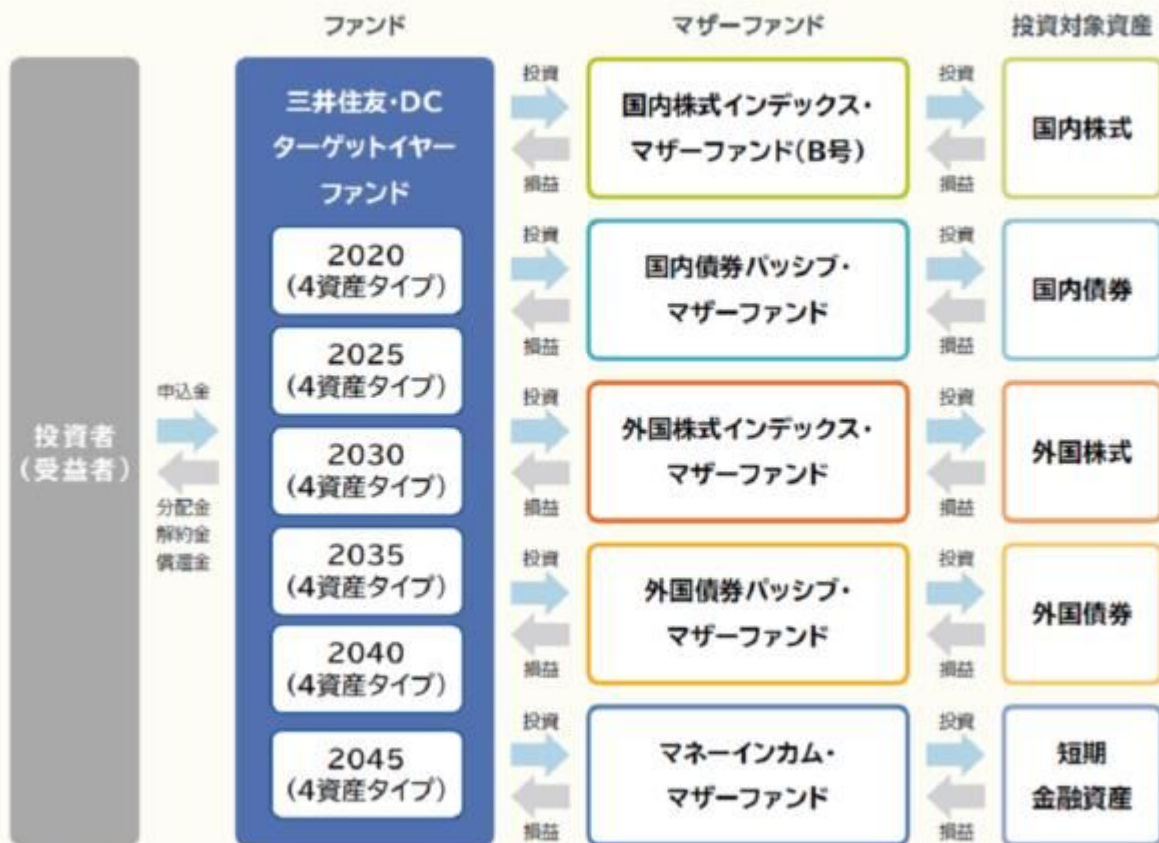 ファンド
マザーファンド
投資対象資産
投資者
(受益者)
申込金
分配金
解約金
償還金
三井住友・DC
ターゲットイヤー
ファンド
2020
(4資産タイプ)
2025
(4資産タイプ)
2030
(4資産タイプ)
2035
(4資産タイプ)
2040
(4資産タイプ)
2045
(4資産タイプ)
投資
損益
国内株式インデックス・
マザーファンド(B号)
投資
損益
国内株式
投資
損益
国内債券パッシブ・
マザーファンド
投資
損益
国内債券
投資
損益
外国株式インデックス・
マザーファンド
投資
損益
外国株式
投資
損益
外国債券パッシブ・
マザーファンド
投資
損益
外国債券
投資
損益
マネーインカム・
マザーファンド
投資
損益
短期
金融資産